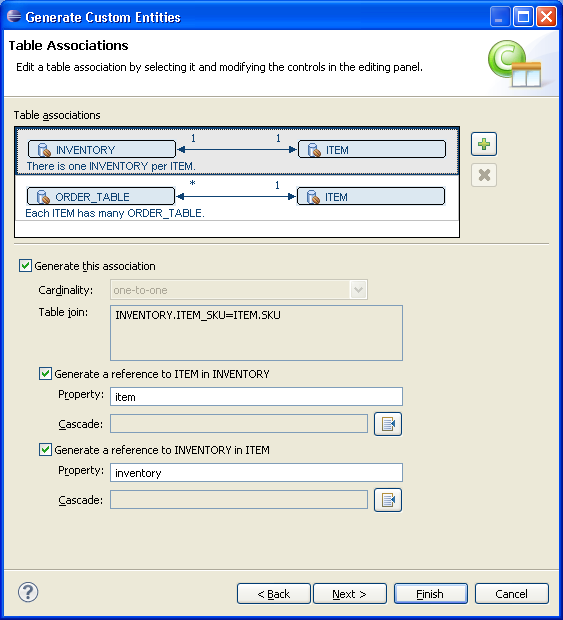 Generate Custom Entities
Table Associations
Edit a table association by selecting it and modifying the controls in the editing panel.
Table associations
INVENTORY 1 1 ITEM
There is one INVENTORY per ITEM.
ORDER_TABLE * 1 ITEM
Each ITEM has many ORDER_TABLE.
Generate this association
Cardinality: one-to-one
Table join: INVENTORY.ITEM_SKU=ITEM.SKU
Generate a reference to ITEM in INVENTORY
Property: item
Cascade:
Generate a reference to INVENTORY in ITEM
Property: inventory
Cascade:
? < Back Next > Finish Cancel